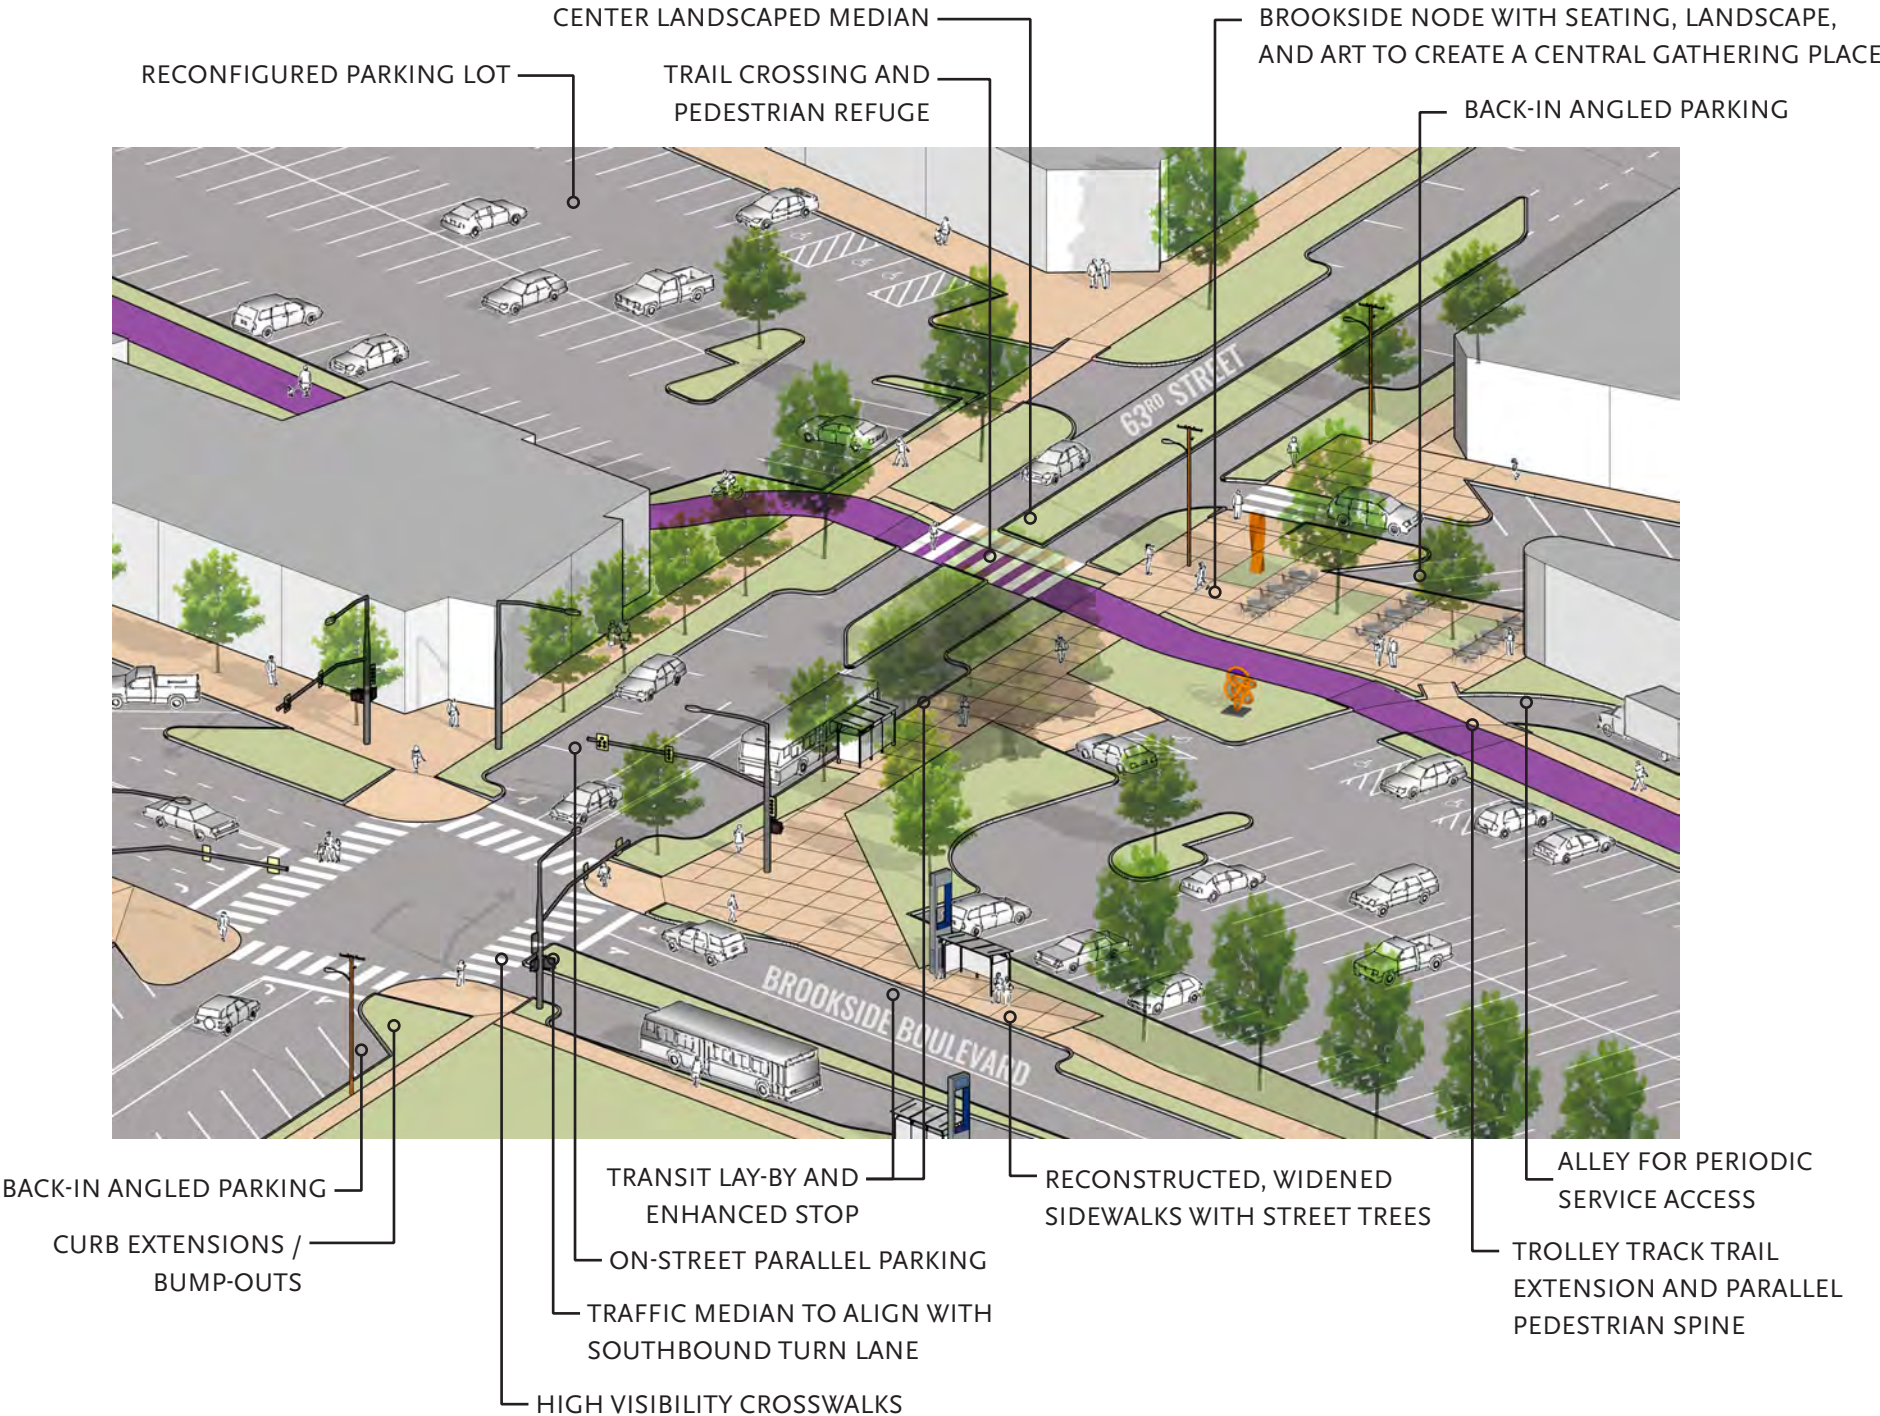 CENTER LANDSCAPED MEDIAN
BROOKSIDE NODE WITH SEATING, LANDSCAPE,
AND ART TO CREATE A CENTRAL GATHERING PLACE
RECONFIGURED PARKING LOT
TRAIL CROSSING AND
PEDESTRIAN REFUGE
BACK-IN ANGLED PARKING
63RD STREET
BROOKSIDE BOULEVARD
BACK-IN ANGLED PARKING
CURB EXTENSIONS /
BUMP-OUTS
TRANSIT LAY-BY AND
ENHANCED STOP
ON-STREET PARALLEL PARKING
TRAFFIC MEDIAN TO ALIGN WITH
SOUTHBOUND TURN LANE
HIGH VISIBILITY CROSSWALKS
RECONSTRUCTED, WIDENED
SIDEWALKS WITH STREET TREES
ALLEY FOR PERIODIC
SERVICE ACCESS
TROLLEY TRACK TRAIL
EXTENSION AND PARALLEL
PEDESTRIAN SPINE